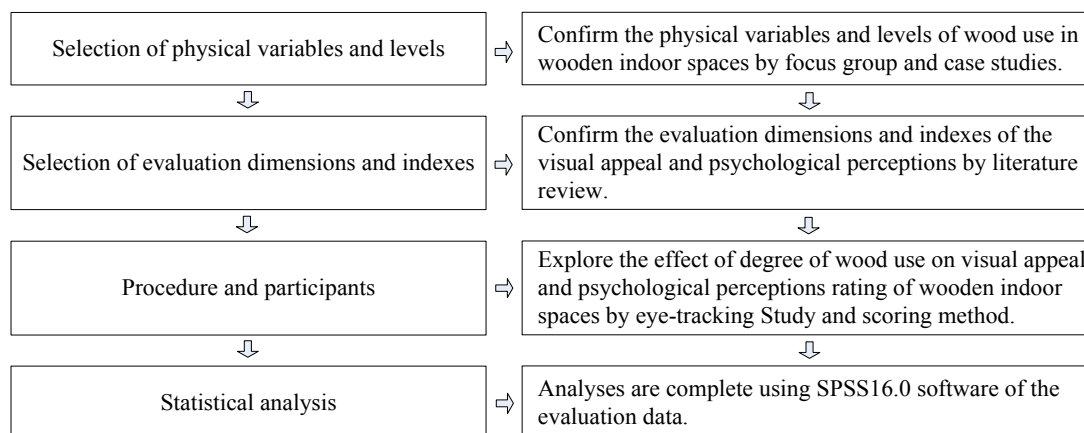 Selection of physical variables and levels
Confirm the physical variables and levels of wood use in
wooden indoor spaces by focus group and case studies.
Selection of evaluation dimensions and indexes
Confirm the evaluation dimensions and indexes of the
visual appeal and psychological perceptions by literature
review.
Procedure and participants
Explore the effect of degree of wood use on visual appeal
and psychological perceptions rating of wooden indoor
spaces by eye-tracking Study and scoring method.
Statistical analysis
Analyses are complete using SPSS16.0 software of the
evaluation data.